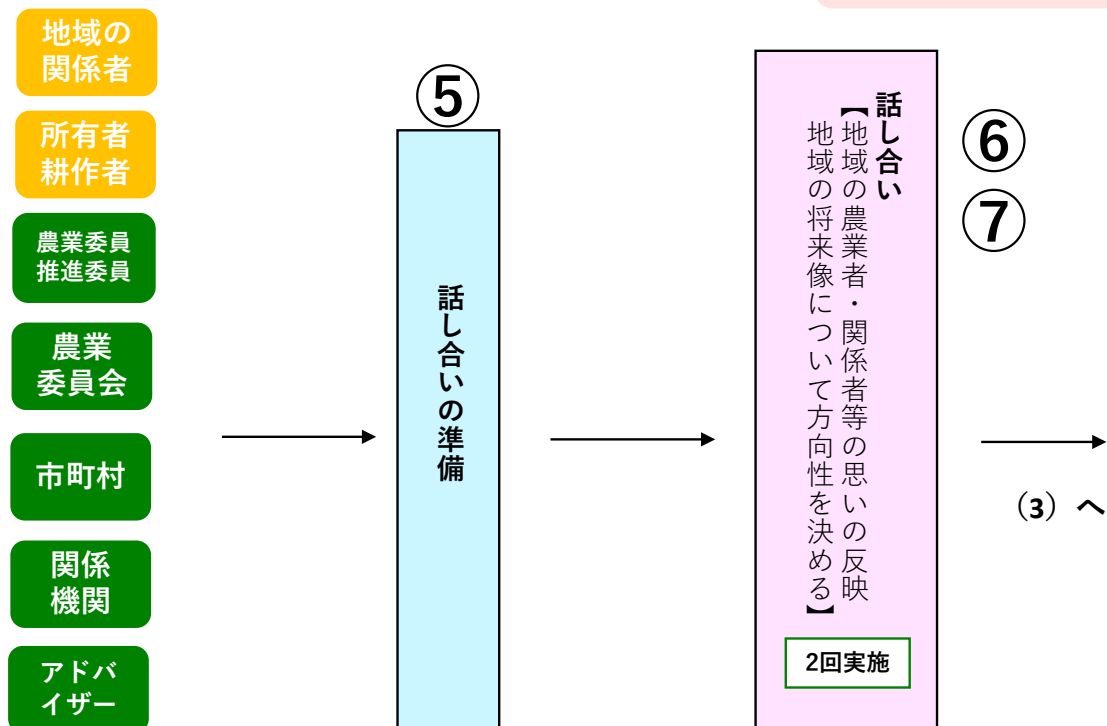 地域の
関係者
所有者
耕作者
農業委員
推進委員
農業
委員会
市町村
関係
機関
アドバ
イザー
⑤
話し合いの準備
話し合い
【地域の農業者・関係者等の思いの反映
地域の将来像について方向性を決める】
2回実施
⑥
⑦
（3）へ